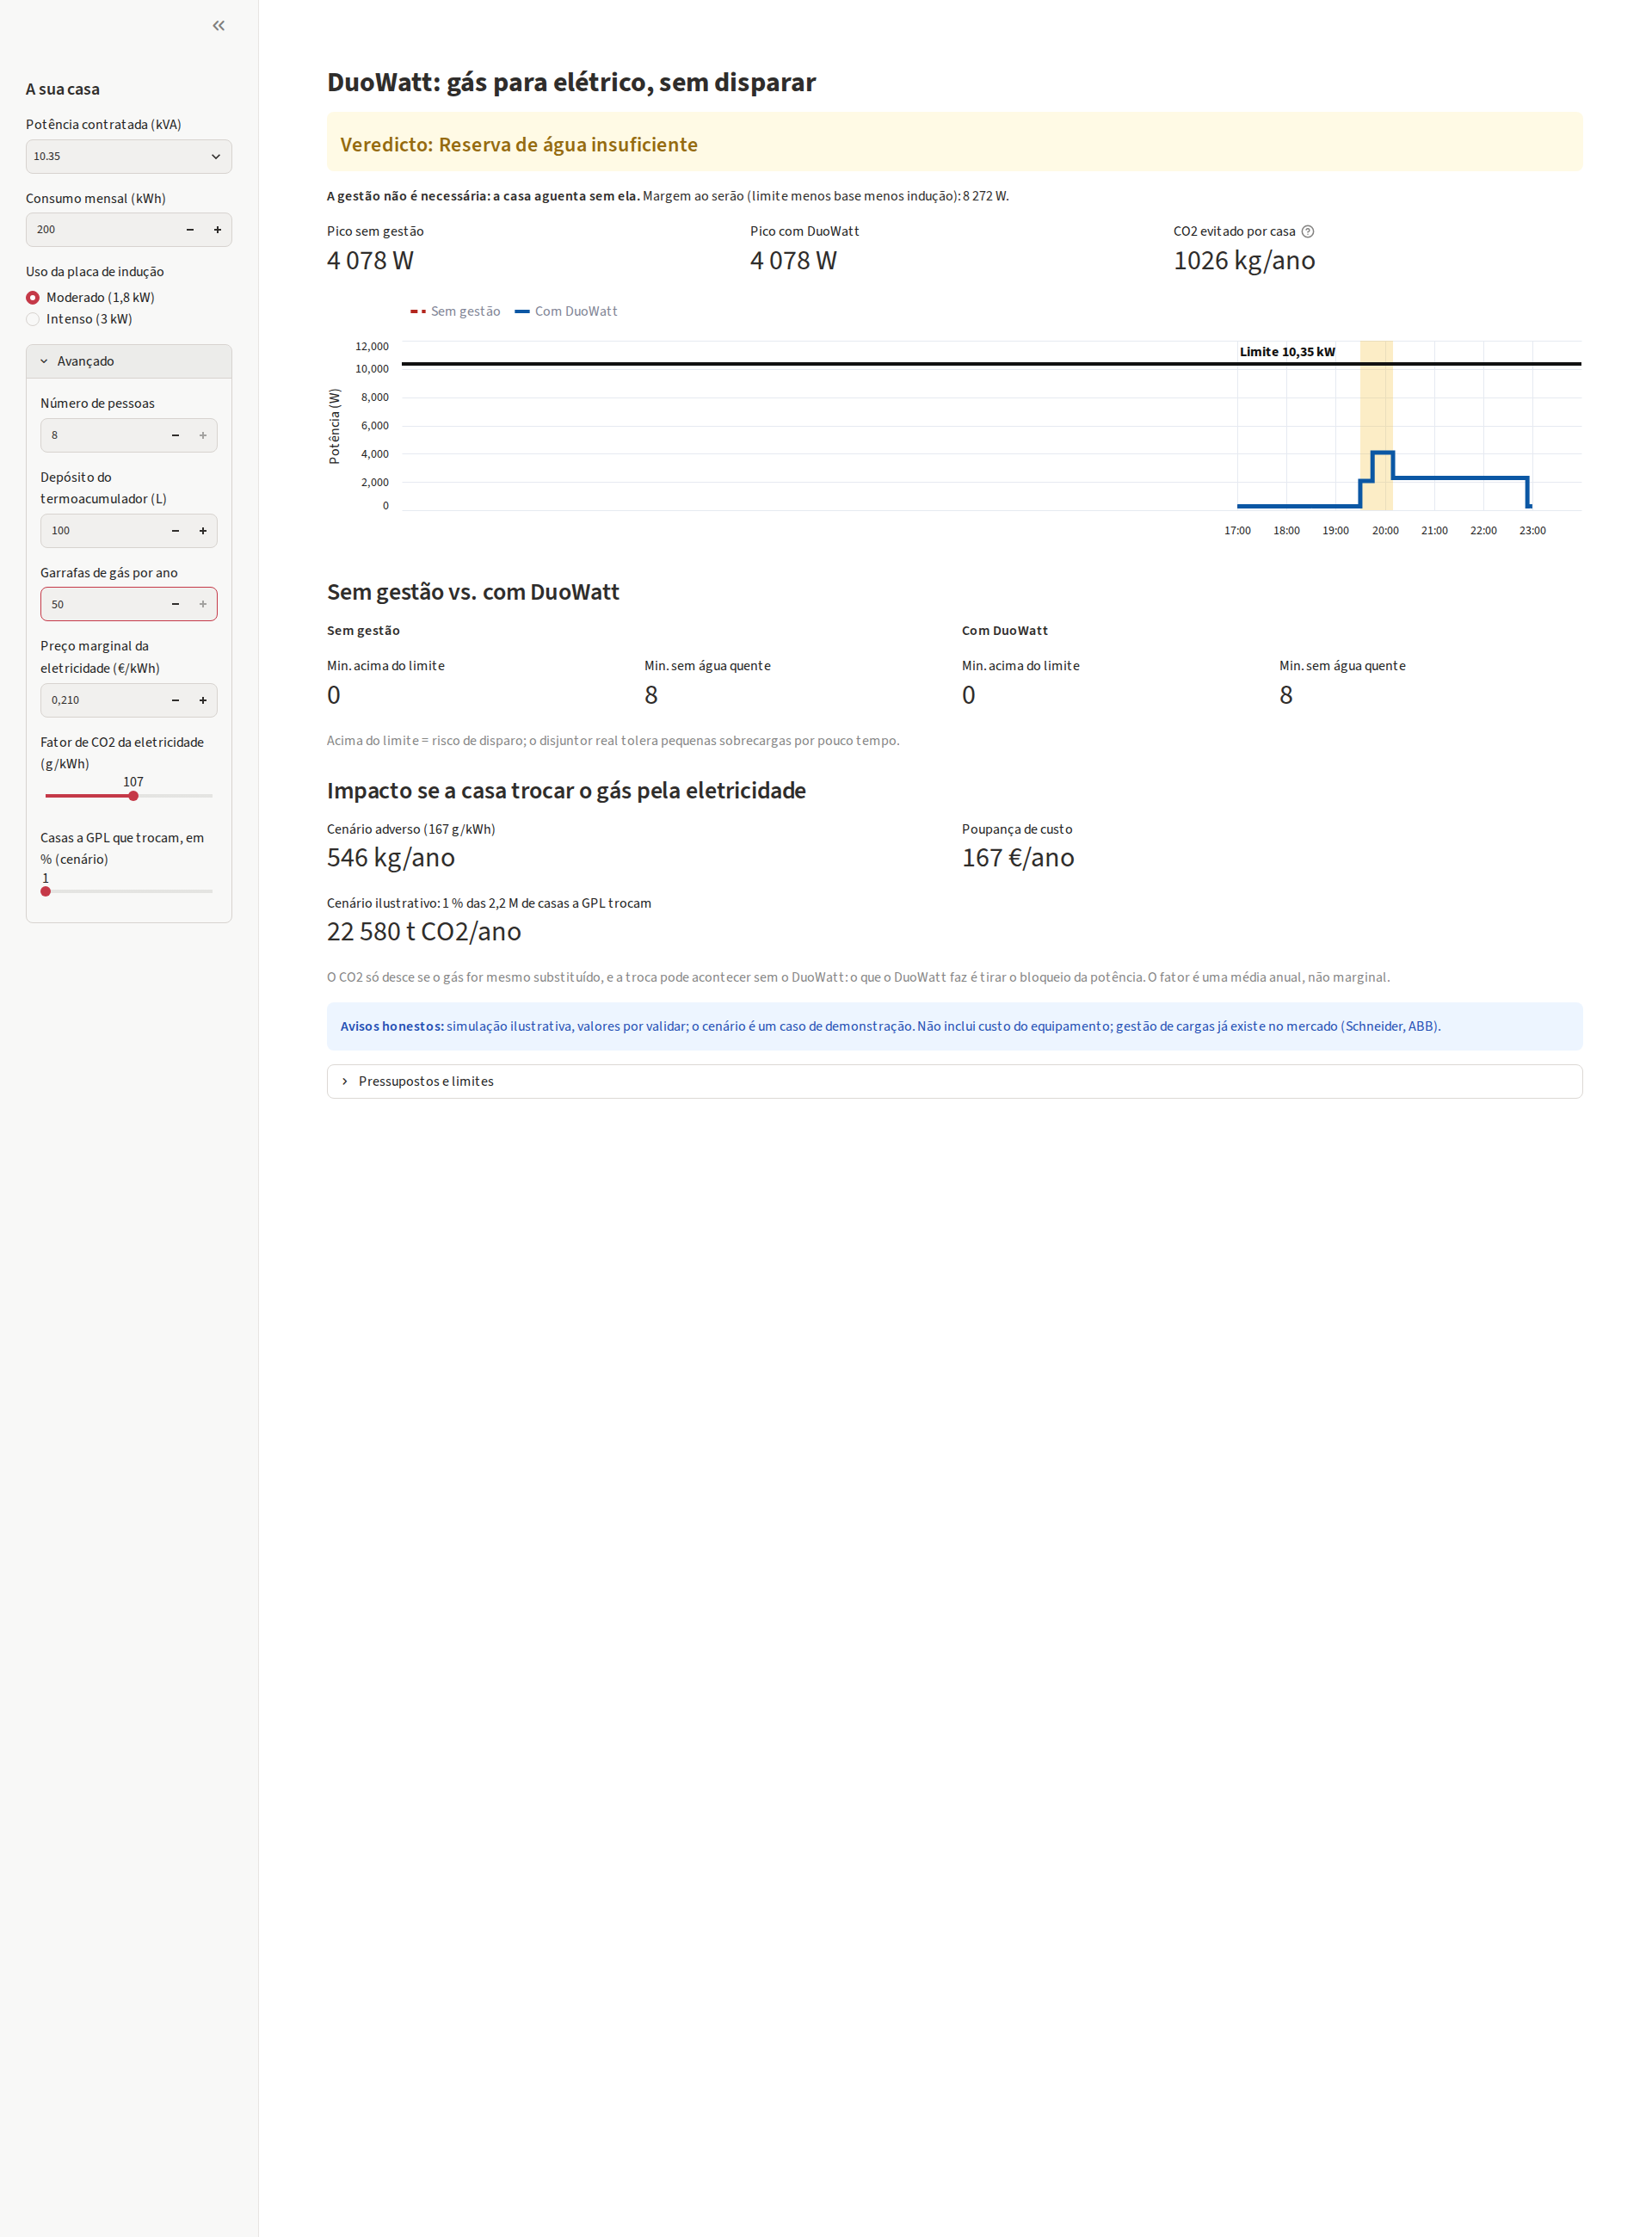 A sua casa
Potência contratada (kVA)
10.35
Consumo mensal (kWh)
200
Uso da placa de indução
Moderado (1,8 kW)
Intenso (3 kW)
Avançado
Número de pessoas
8
Depósito do
termoacumulador (L)
100
Garrafas de gás por ano
50
Preço marginal da
eletricidade (€/kWh)
0,210
Fator de CO2 da eletricidade
(g/kWh)
107
Casas a GPL que trocam, em
% (cenário)
1
DuoWatt: gás para elétrico, sem disparar
Veredicto: Reserva de água insuficiente
A gestão não é necessária: a casa aguenta sem ela. Margem ao serão (limite menos base menos indução): 8 272 W.
Pico sem gestão
4 078 W
Pico com DuoWatt
4 078 W
CO2 evitado por casa
1026 kg/ano
Sem gestão Com DuoWatt
Potência (W)
12,000
10,000
8,000
6,000
4,000
2,000
0
Limite 10,35 kW
17:00 18:00 19:00 20:00 21:00 22:00 23:00
Sem gestão vs. com DuoWatt
Sem gestão
Min. acima do limite
0
Min. sem água quente
8
Com DuoWatt
Min. acima do limite
0
Min. sem água quente
8
Acima do limite = risco de disparo; o disjuntor real tolera pequenas sobrecargas por pouco tempo.
Impacto se a casa trocar o gás pela eletricidade
Cenário adverso (167 g/kWh)
546 kg/ano
Poupança de custo
167 €/ano
Cenário ilustrativo: 1 % das 2,2 M de casas a GPL trocam
22 580 t CO2/ano
O CO2 só desce se o gás for mesmo substituído, e a troca pode acontecer sem o DuoWatt: o que o DuoWatt faz é tirar o bloqueio da potência. O fator é uma média anual, não marginal.
Avisos honestos: simulação ilustrativa, valores por validar; o cenário é um caso de demonstração. Não inclui custo do equipamento; gestão de cargas já existe no mercado (Schneider, ABB).
Pressupostos e limites